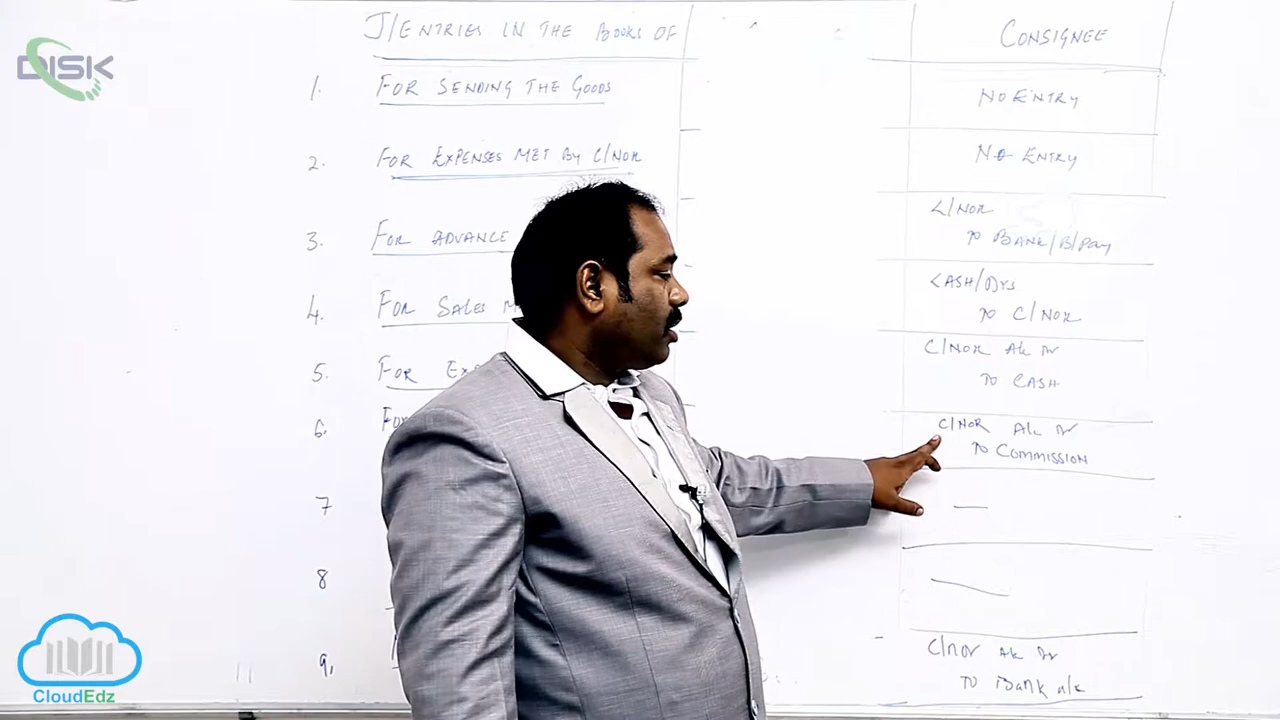 DISK
J/ENTRIES IN THE BOOKS OF
CONSIGNEE
1. FOR SENDING THE GOODS
NO ENTRY
2. FOR EXPENSES MET BY C/NOR
NO ENTRY
3. FOR ADVANCE
C/NOR
TO BANK/B/Pay
4. FOR SALES M
CASH/DRS
TO C/NOR
5. FOR EX
C/NOR A/c Dr
TO CASH
6. FOR
C/NOR A/c Dr
TO COMMISSION
7
—
8
—
9.
C/nor A/c Dr
TO Bank a/c
CloudEdz